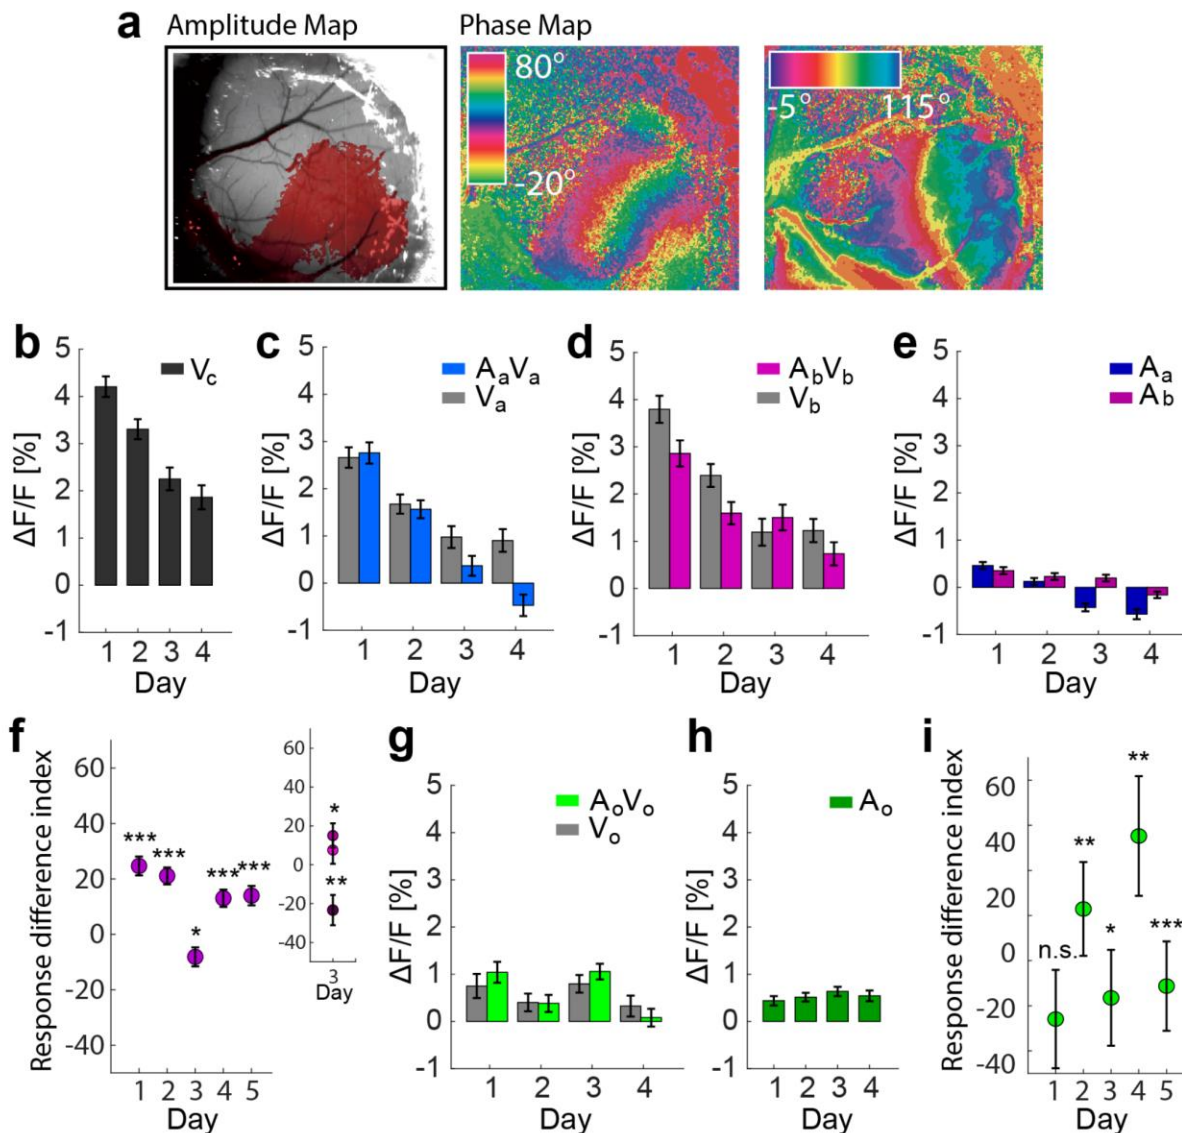 a Amplitude Map Phase Map
80°
-20°
-5° 115°
b
5
4
3
2
1
0
-1
ΔF/F [%]
Vc
1 2 3 4
Day
c
5
4
3
2
1
0
-1
ΔF/F [%]
AaVa
Va
1 2 3 4
Day
d
5
4
3
2
1
0
-1
ΔF/F [%]
AbVb
Vb
1 2 3 4
Day
e
5
4
3
2
1
0
-1
ΔF/F [%]
Aa
Ab
1 2 3 4
Day
f
60
40
20
0
-20
-40
Response difference index
*** *** * *** ***
1 2 3 4 5
Day
60
40
20
0
-20
-40
*
**
3
Day
g
5
4
3
2
1
0
-1
ΔF/F [%]
AoVo
Vo
1 2 3 4
Day
h
5
4
3
2
1
0
-1
ΔF/F [%]
Ao
1 2 3 4
Day
i
60
40
20
0
-20
-40
Response difference index
n.s. ** * ** ***
1 2 3 4 5
Day